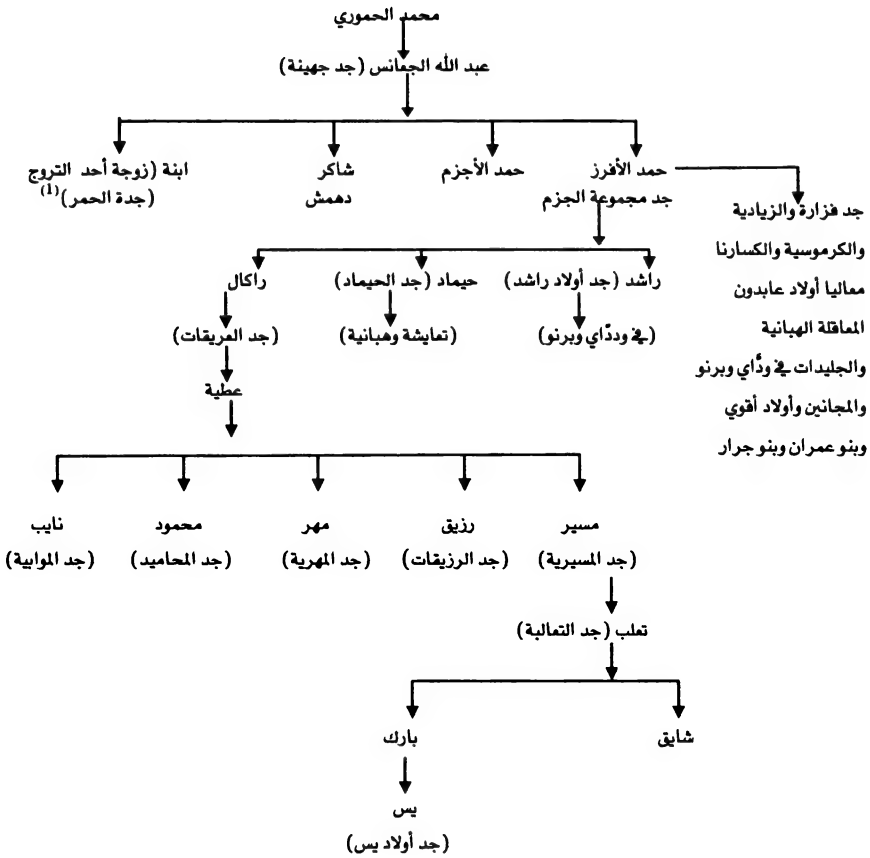 محمد الحموري
عبد الله الجهانس (جد جهينة)
حمد الأفرز
جد مجموعة الجزم
حمد الأجزم
شاكر
دهمش
ابنة (زوجة أحد التروج
(جدة الحمر)(1)
جد فزارة والزيادية
والكرموسية والكسارنا
معاليا أولاد عابدون
المعاقلة الهبانية
والجليدات في ودَّاي وبرنو
والمجانين وأولاد أقوي
وبنو عمران وبنو جرار
راشد (جد أولاد راشد)
(في وددّاي وبرنو)
حيماد (جد الحيماد)
(تعايشة وهبانية)
راكال
(جد العريقات)
عطية
مسير
(جد المسيرية)
رزيق
(جد الرزيقات)
مهر
(جد المهرية)
محمود
(جد المحاميد)
نايب
(جد الموابية)
تعلب (جد التعالبة)
شايق
بارك
يس
(جد أولاد يس)